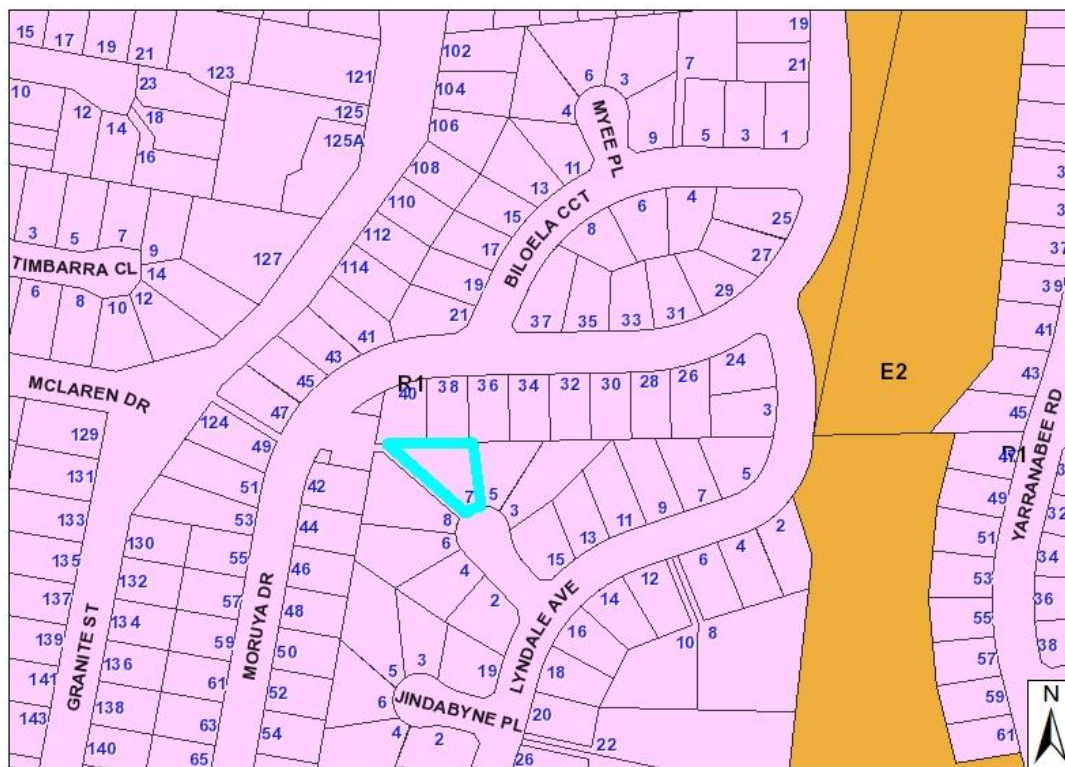 15 17 19 21 123 121 102 19
23 104 6 3 7 21
10 12 14 18 125 106 4 MYEE PL 9 5 3 1
16 125A 108 11
110 13 BILOELA CCT 6 4 25
3 5 7 9 112 15 8 27
TIMBARRA CL 14 127 114 17 29
6 8 10 12 19 31
41 21 37 35 33
43
MCLAREN DR 45 R1 40 38 36 34 32 30 28 26 24 E2
47 3
124 49
129 42 7 5 3 5
131 51 8 13 11 9 7
133 53 44 6 15 2
135 130 55 46 4 12 6 4
137 132 57 48 2 14
139 134 59 50 16 10 8
141 136 61 52 5 3 19 18
143 138 63 54 6 20
140 65 4 2 22
26
GRANITE ST
MORUYA DR
LYNDALE AVE
JINDABYNE PL
37
39
41
43
45
R1
47
49
51
53
55
57
59
61
YARRANABEE RD
32
34
36
38
N